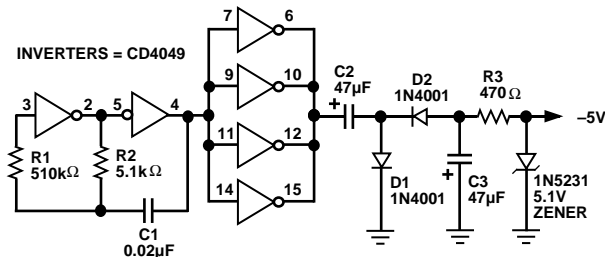 INVERTERS = CD4049
7 6
9 10
11 12
14 15
3 2 5 4
R1
510kΩ
R2
5.1kΩ
C1
0.02µF
C2
47µF
+
D1
1N4001
D2
1N4001
C3
47µF
+
R3
470Ω
–5V
1N5231
5.1V
ZENER